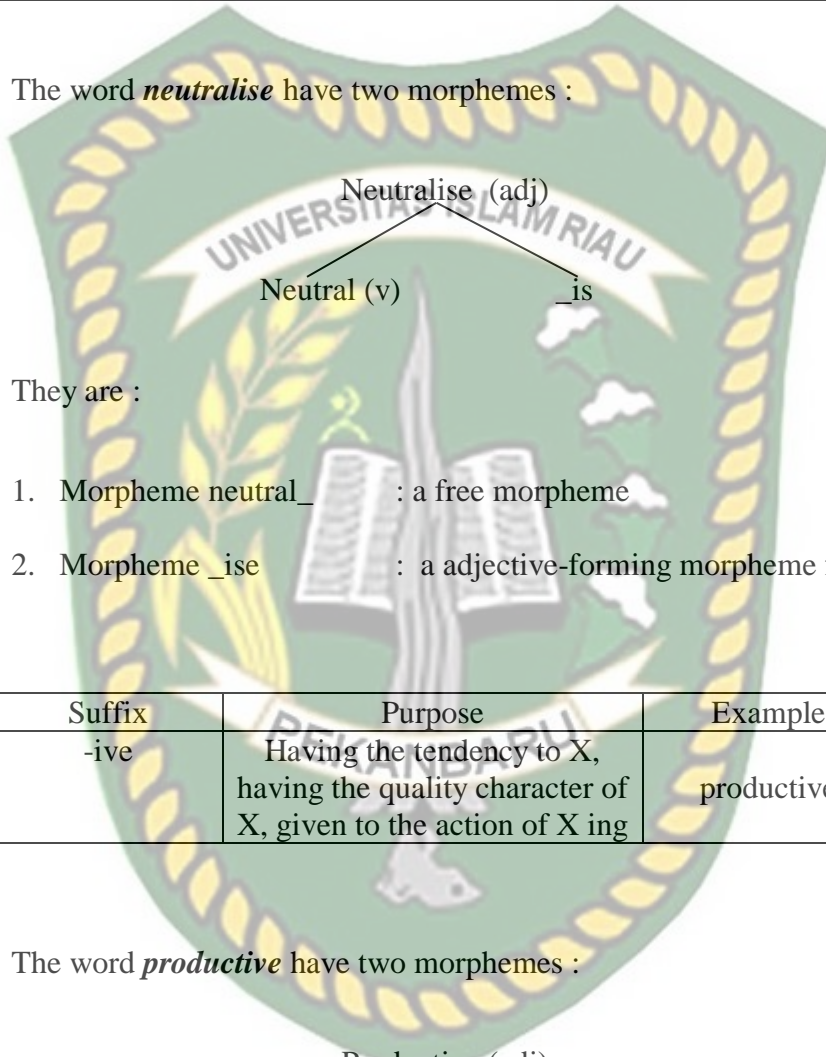 The word neutralise have two morphemes :
Neutralise (adj)
UNIVERSITAS ISLAM RIAU
Neutral (v) _is
They are :
1. Morpheme neutral_ : a free morpheme
2. Morpheme _ise : a adjective-forming morpheme
Suffix Purpose Example
-ive Having the tendency to X,
having the quality character of productive
X, given to the action of X ing
PEKANBARU
The word productive have two morphemes :